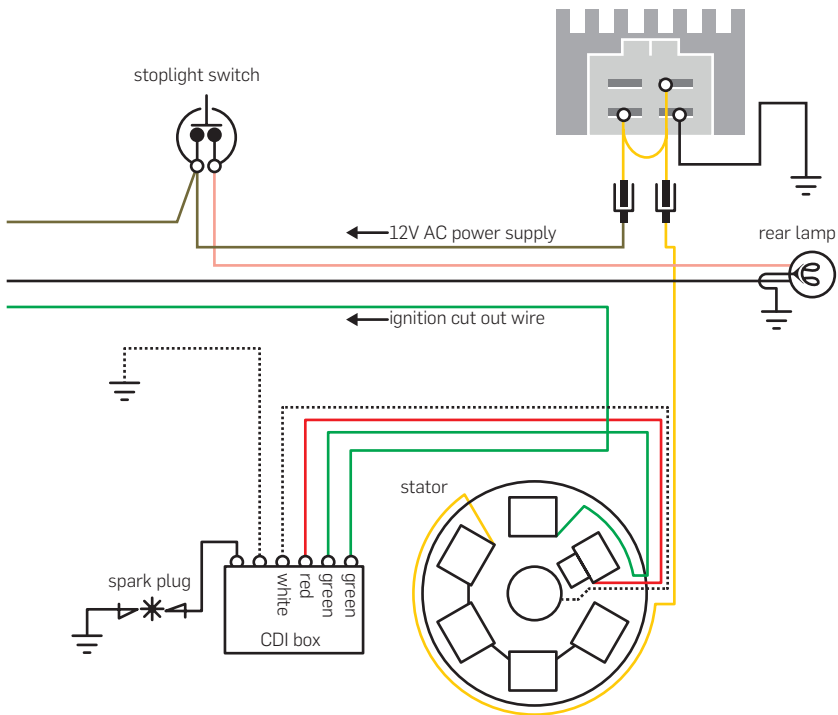 stoplight switch
12V AC power supply
rear lamp
ignition cut out wire
stator
spark plug
white
red
green
green
CDI box